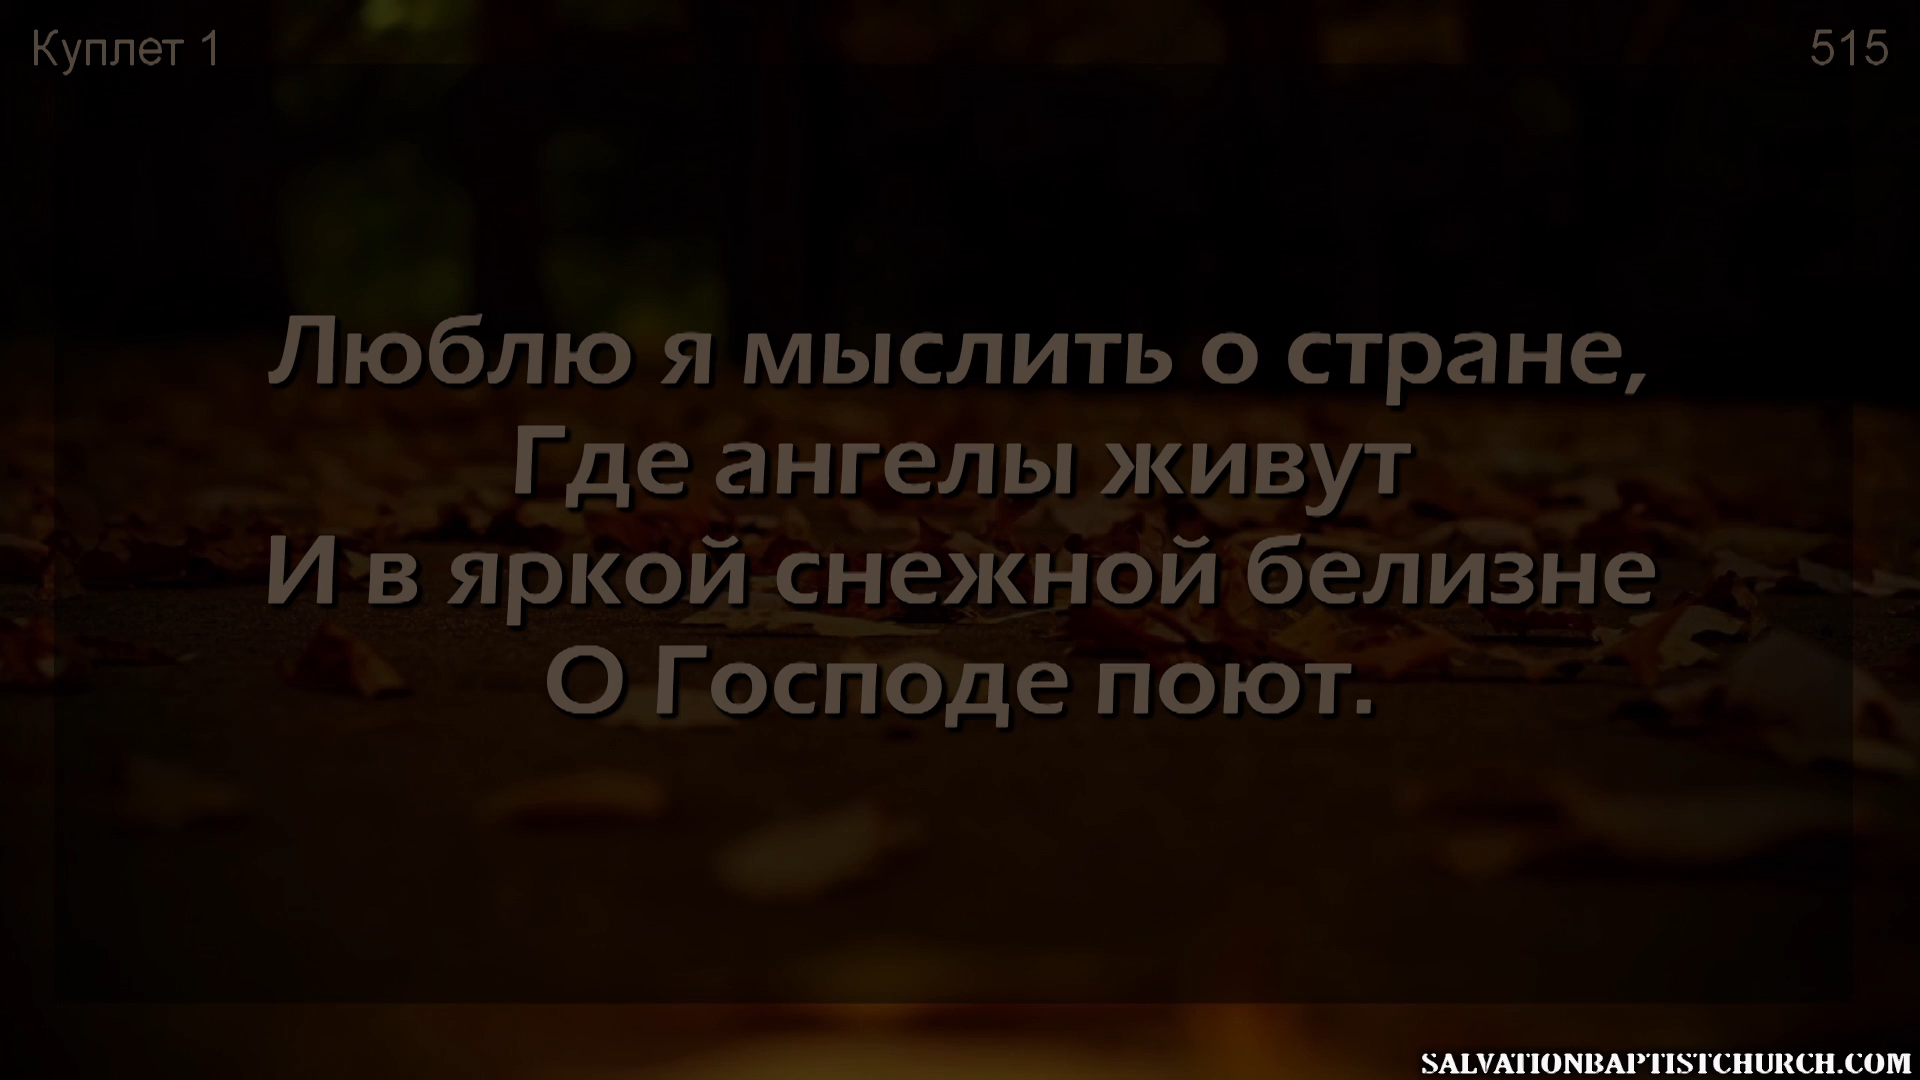 Куплет 1
515
Люблю я мыслить о стране,
Где ангелы живут
И в яркой снежной белизне
О Господе поют.
SALVATIONBAPTISTCHURCH.COM